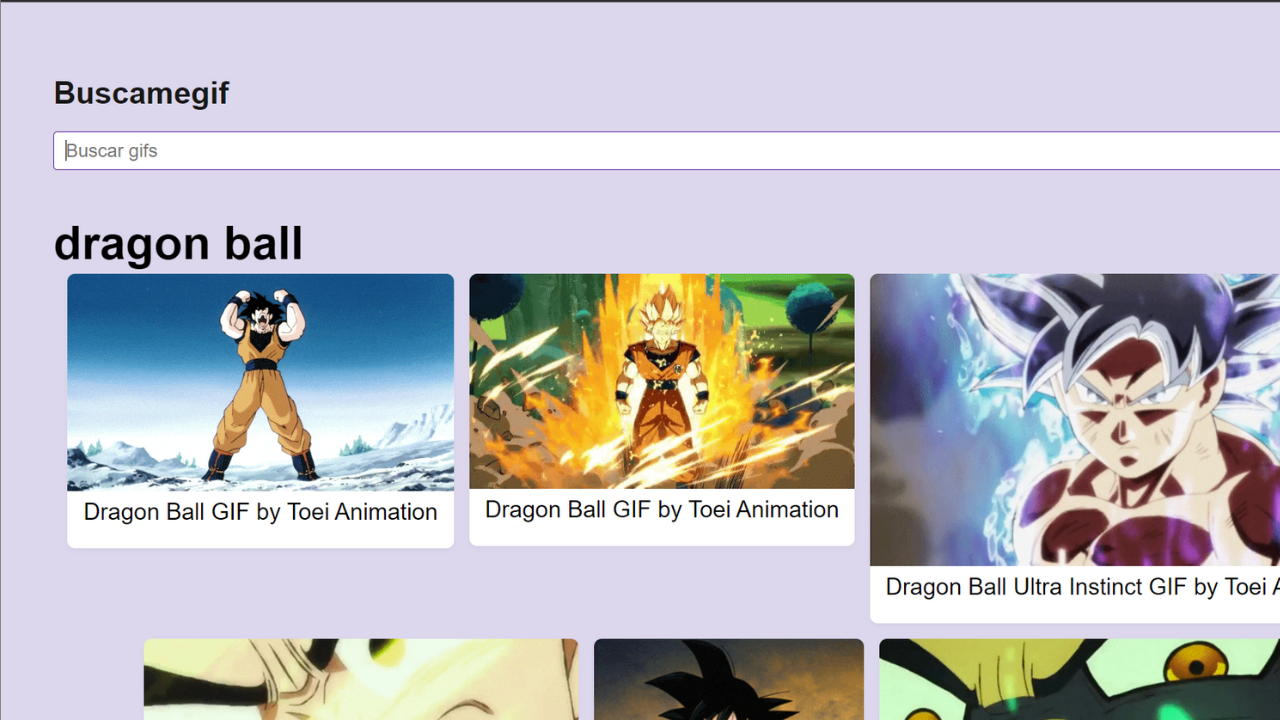 Buscamegif
Buscar gifs
dragon ball
Dragon Ball GIF by Toei Animation
Dragon Ball GIF by Toei Animation
Dragon Ball Ultra Instinct GIF by Toei A